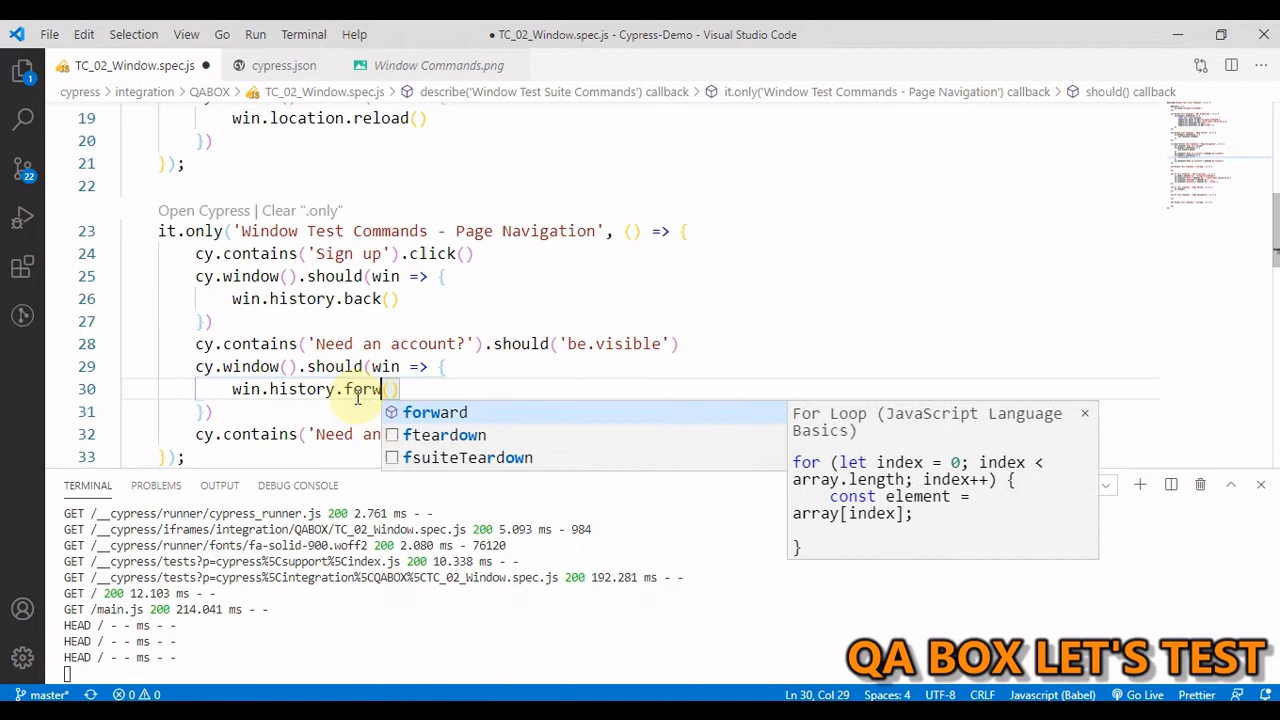 File Edit Selection View Go Run Terminal Help
● TC_02_Window.spec.js - Cypress-Demo - Visual Studio Code
TC_02_Window.spec.js ● cypress.json Window Commands.png
cypress > integration > QABOX > TC_02_Window.spec.js > describe('Window Test Suite Commands') callback > it.only('Window Test Commands - Page Navigation') callback > should() callback
19 win.location.reload()
20 })
21 });
22
Open Cypress | Clear ".only"
23 it.only('Window Test Commands - Page Navigation', () => {
24 cy.contains('Sign up').click()
25 cy.window().should(win => {
26 win.history.back()
27 })
28 cy.contains('Need an account?').should('be.visible')
29 cy.window().should(win => {
30 win.history.forw()
31 })
32 cy.contains('Need an
33 });
forward
fteardown
fsuiteTeardown
For Loop (JavaScript Language Basics) ×
for (let index = 0; index <
array.length; index++) {
const element =
array[index];
}
TERMINAL PROBLEMS OUTPUT DEBUG CONSOLE
GET /__cypress/runner/cypress_runner.js 200 2.761 ms - -
GET /__cypress/iframes/integration/QABOX/TC_02_Window.spec.js 200 5.093 ms - 984
GET /__cypress/runner/fonts/fa-solid-900.woff2 200 2.080 ms - 76120
GET /__cypress/tests?p=cypress%5Csupport%5Cindex.js 200 10.338 ms - -
GET /__cypress/tests?p=cypress%5Cintegration%5CQABOX%5CTC_02_Window.spec.js 200 192.281 ms - -
GET / 200 12.103 ms - -
GET /main.js 200 214.041 ms - -
HEAD / - - ms - -
HEAD / - - ms - -
HEAD / - - ms - -
1
22
QA BOX LET'S TEST
master* 0 0 Ln 30, Col 29 Spaces: 4 UTF-8 CRLF Javascript (Babel) Go Live Prettier